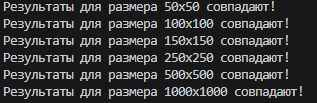 Результаты для размера 50x50 совпадают!
Результаты для размера 100x100 совпадают!
Результаты для размера 150x150 совпадают!
Результаты для размера 250x250 совпадают!
Результаты для размера 500x500 совпадают!
Результаты для размера 1000x1000 совпадают!